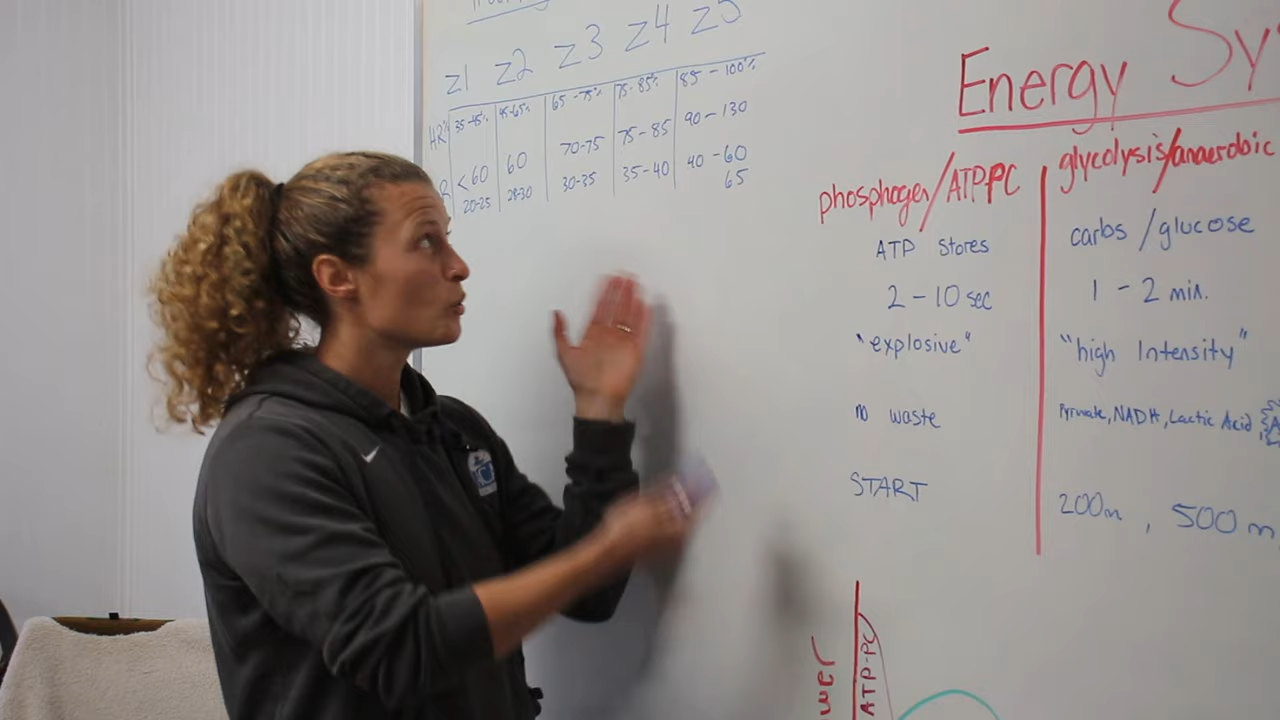 z1 z2 z3 z4 z5
HR% 35-45% 45-65% 65-75% 75-85% 85-100%
<60 60 70-75 75-85 90-130
20-25 28-30 30-35 35-40 40-60
65
Energy Sy
phosphogen/ATP-PC
ATP stores
2-10 sec
"explosive"
no waste
START
glycolysis/anaerobic
carbs/glucose
1-2 min.
"high Intensity"
Pyruvate, NADH, Lactic Acid
200m, 500m
wer
ATP-PC